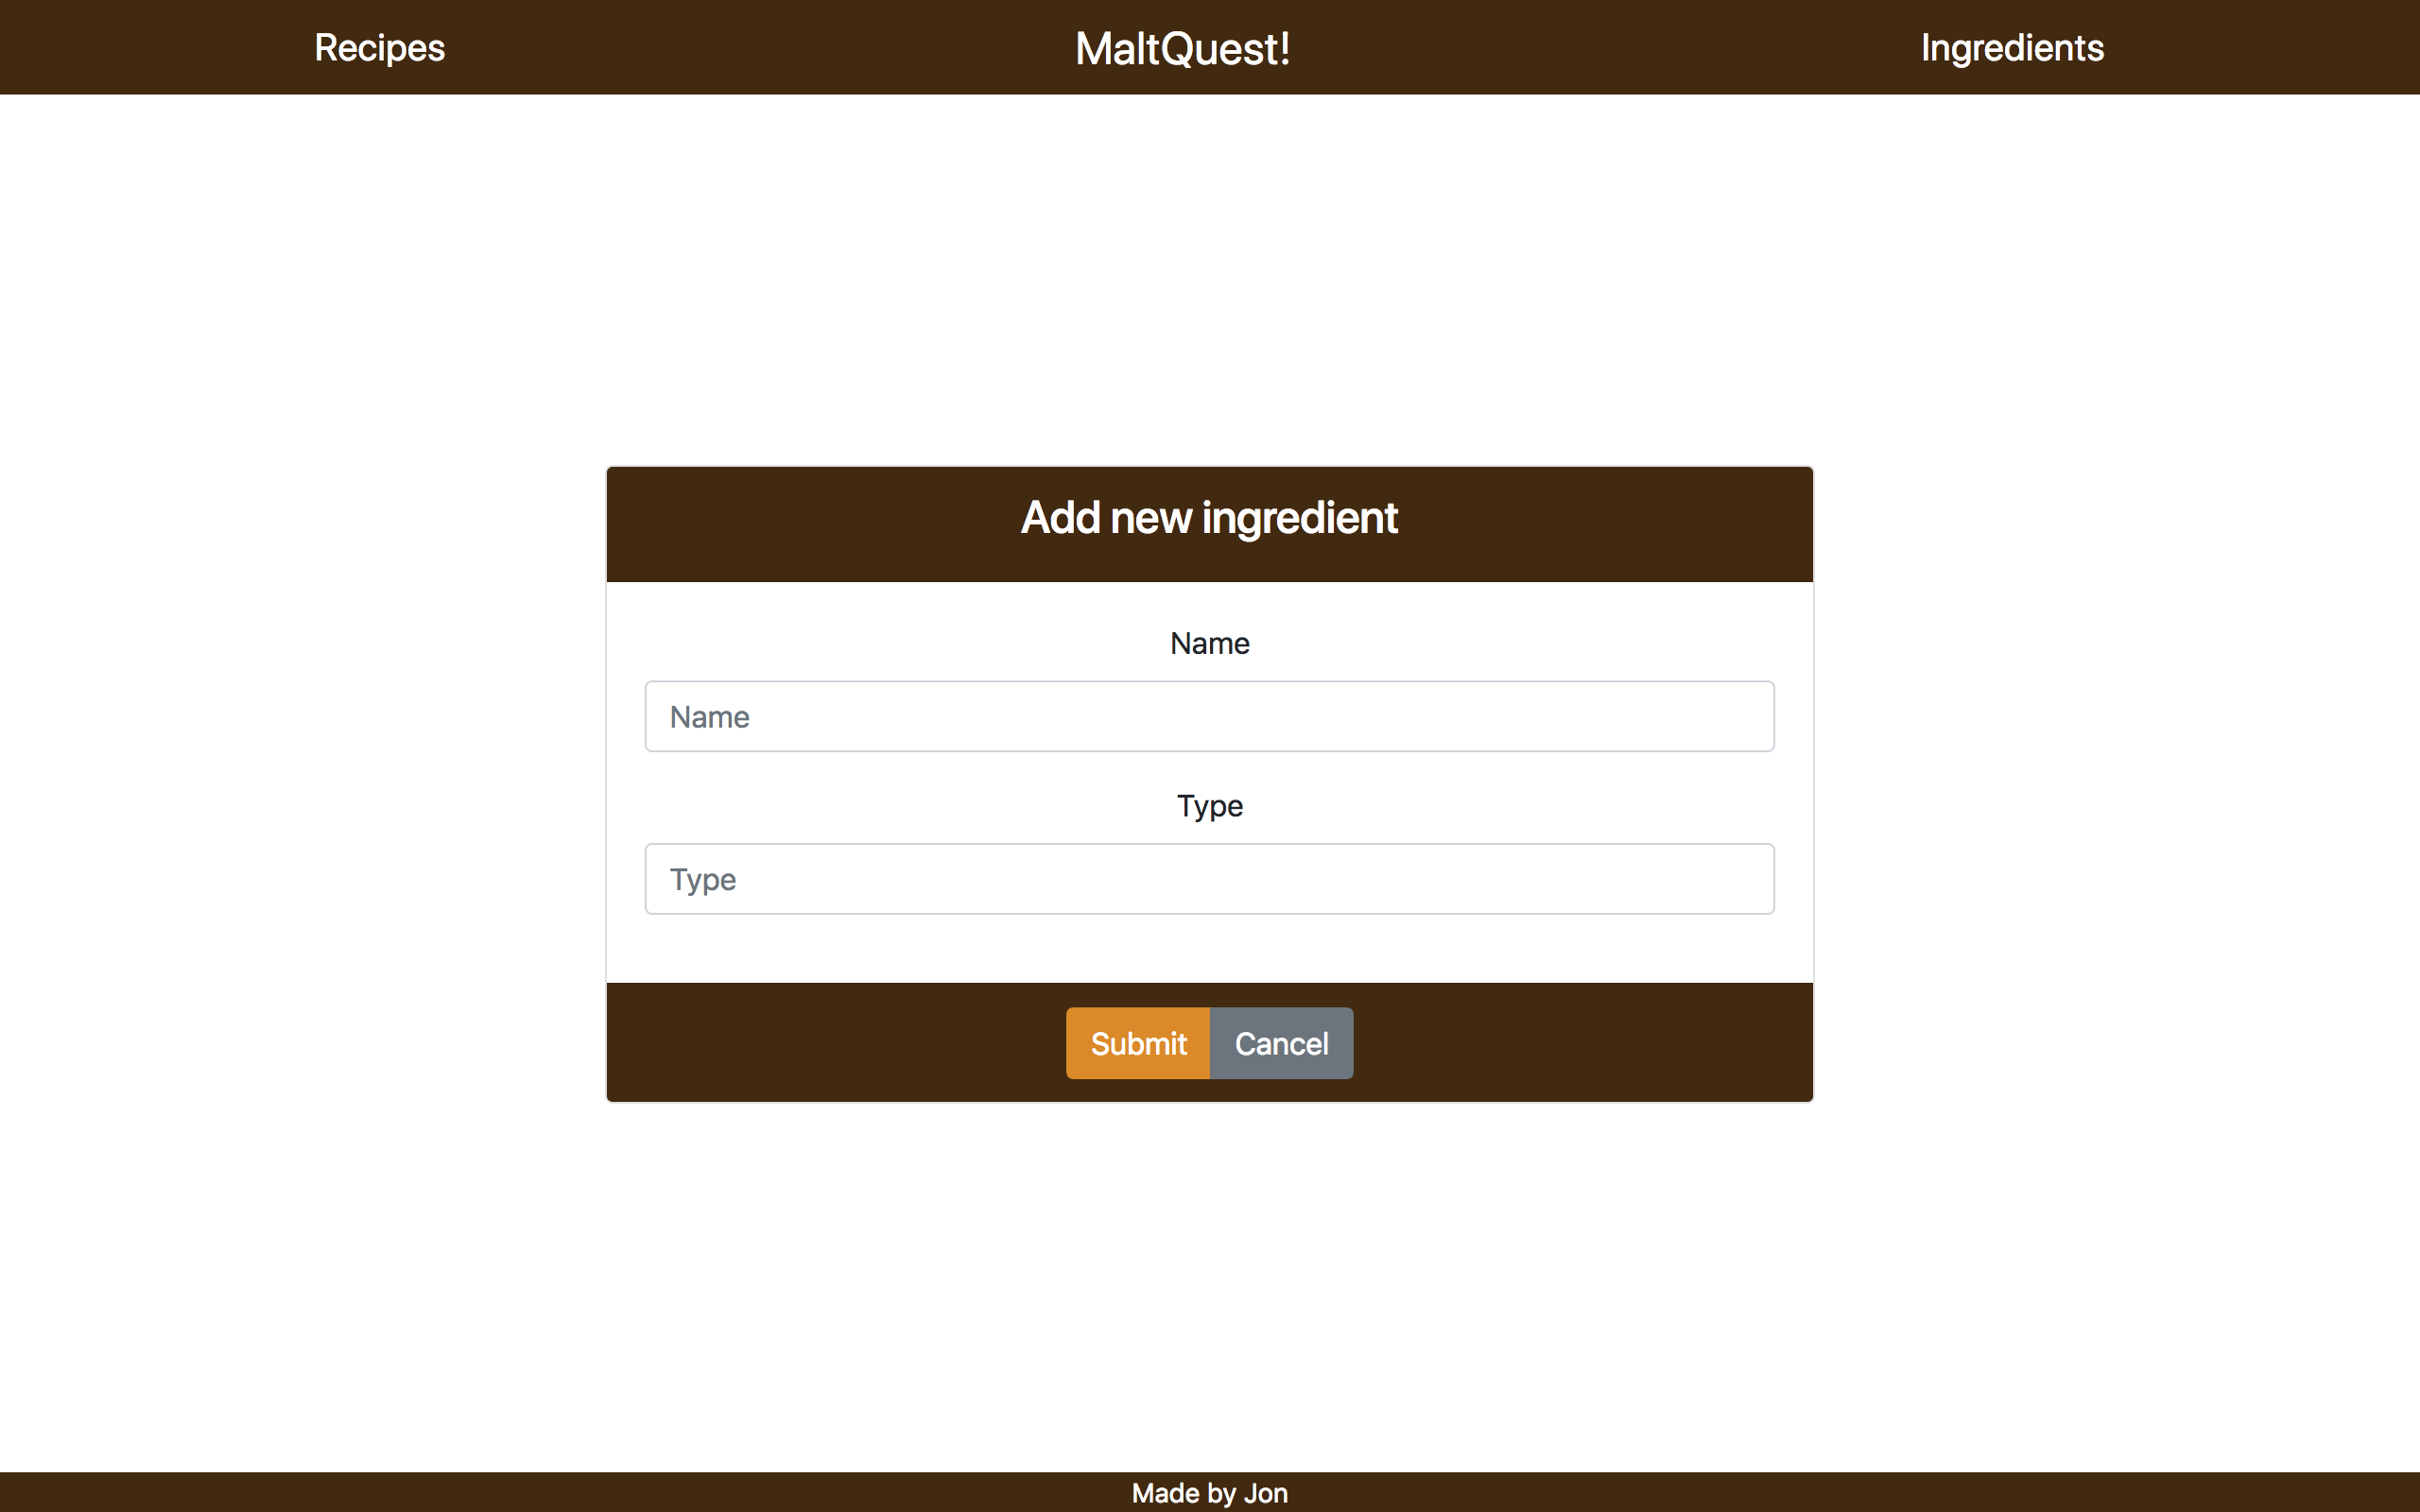 Recipes MaltQuest! Ingredients
Add new ingredient
Name
Name
Type
Type
Submit Cancel
Made by Jon